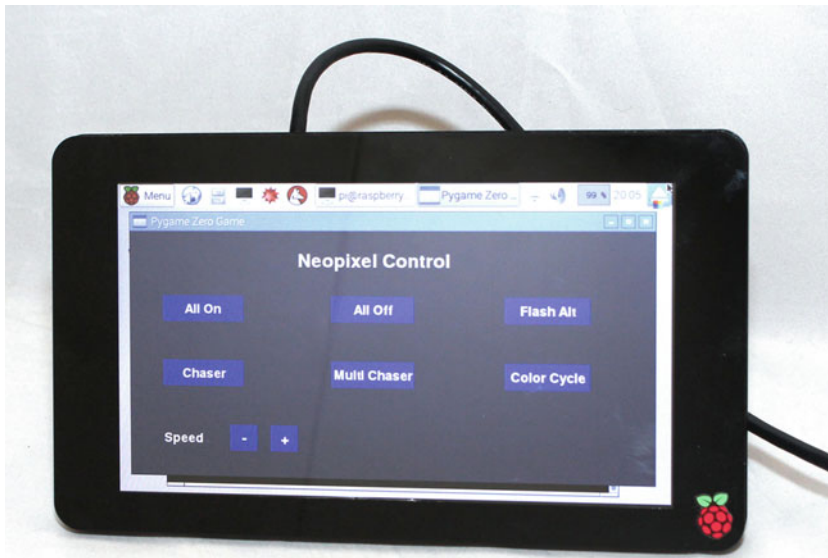 Menu pi@raspberry Pygame Zero ... 99 % 20:05
Pygame Zero Game
Neopixel Control
All On All Off Flash Alt
Chaser Multi Chaser Color Cycle
Speed - +